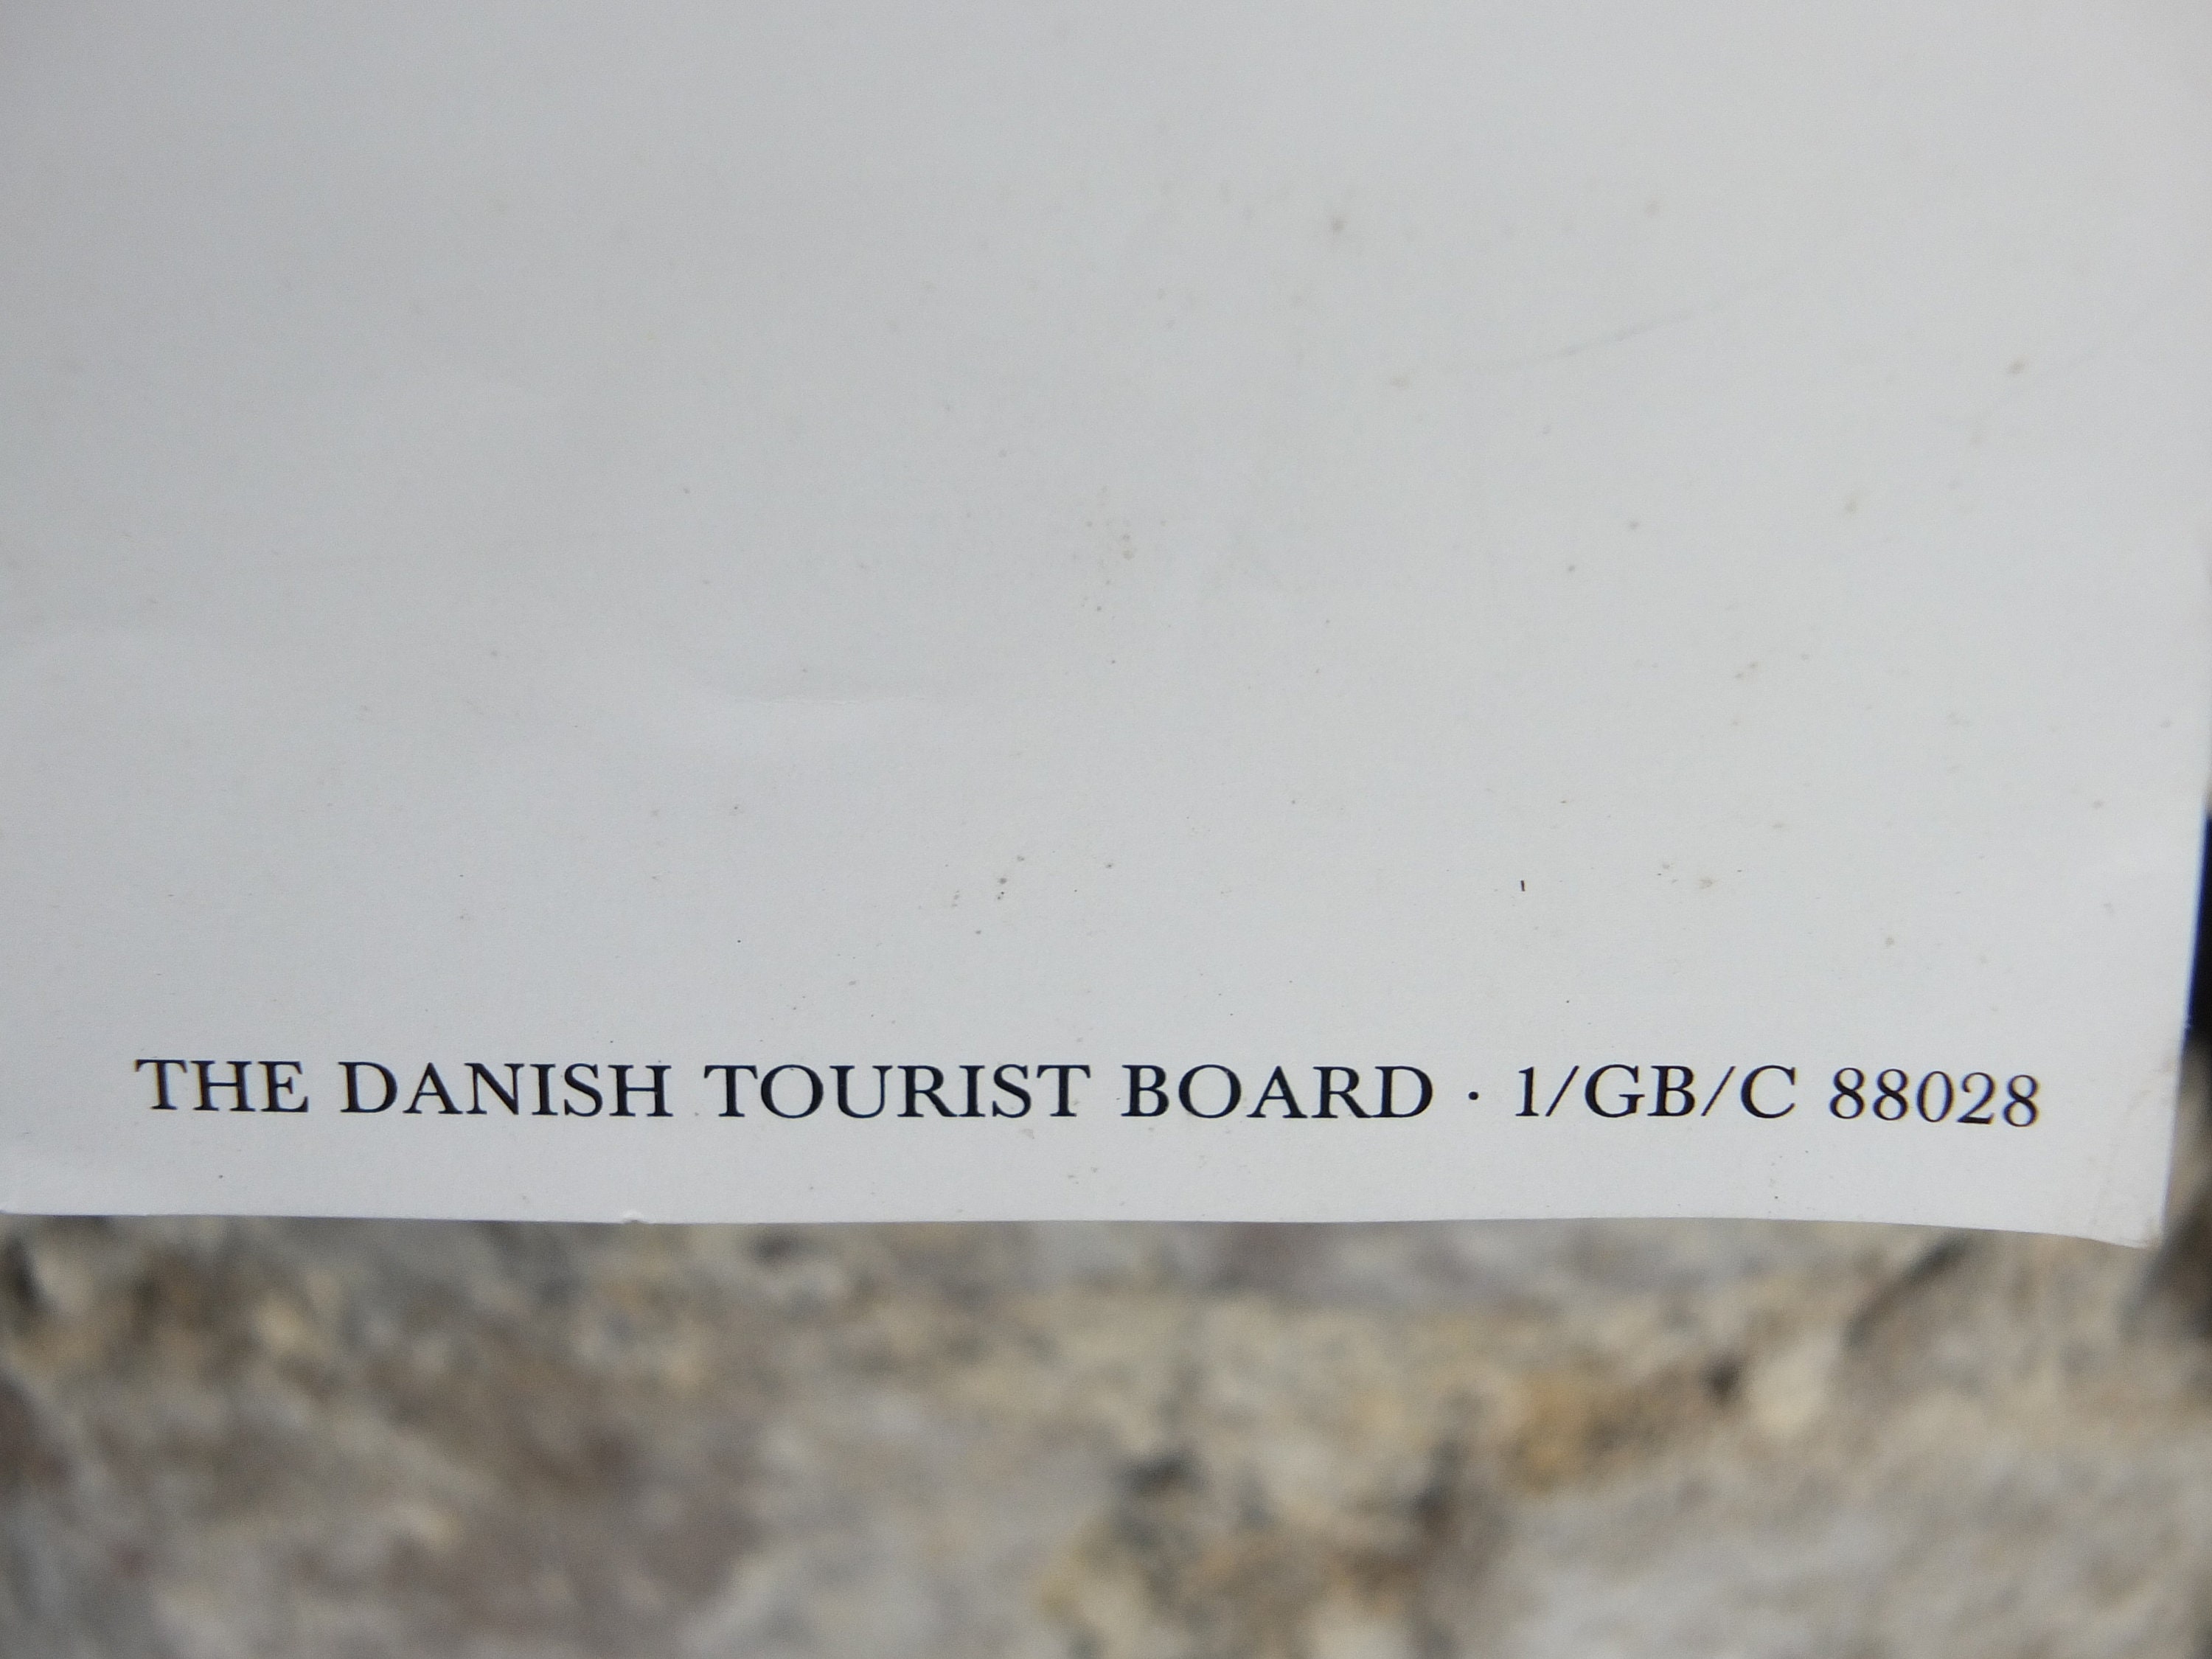 THE DANISH TOURIST BOARD · 1/GB/C 88028